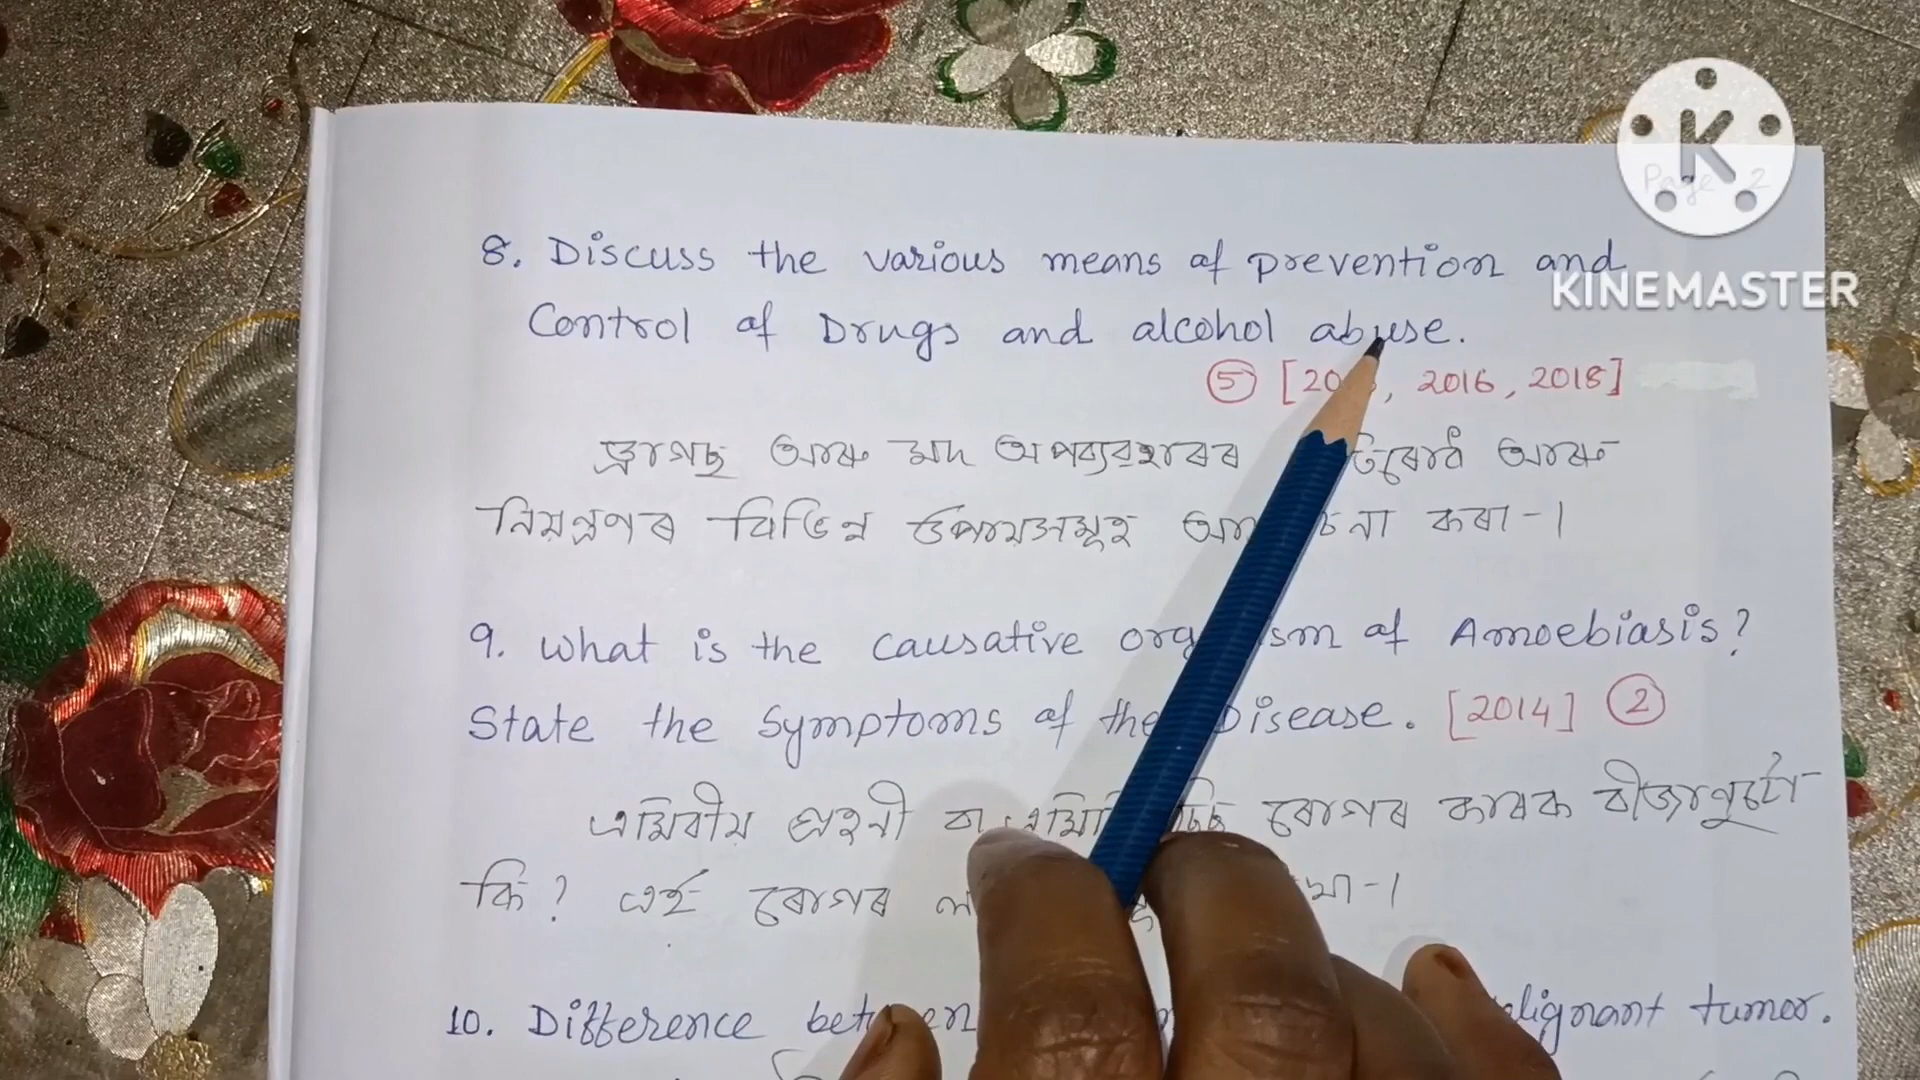 Page 2
KINEMASTER
8. Discuss the various means of prevention and
Control of Drugs and alcohol abuse.
⑤ [20 , 2016, 2018]
ড্ৰাগছ আৰু মদ অপব্যৱহাৰৰ আৰু
নিয়ন্ত্ৰণৰ বিভিন্ন উপায়সমূহ কৰা-।
9. What is the causative of Amoebiasis?
State the Symptoms of the Disease. [2014] ②
এমিবীয় গ্ৰহনী বা ৰোগৰ কাৰক বীজাণুটো
কি? এই ৰোগৰ
10. Difference tumor.